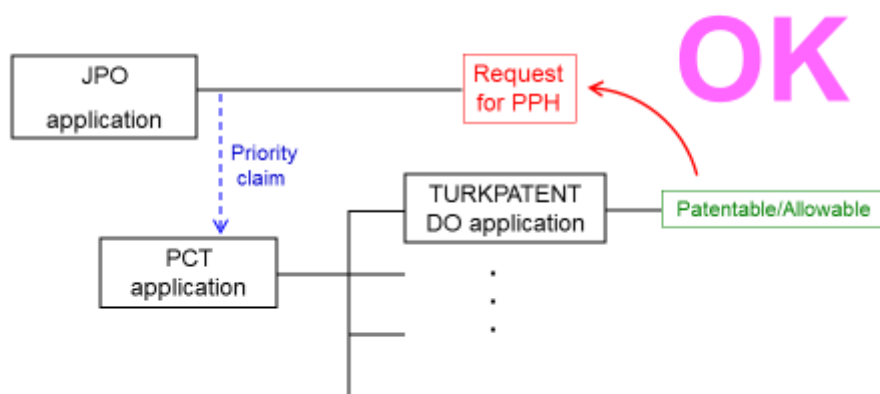 OK
JPO
application
Request
for PPH
Priority
claim
TURKPATENT
DO application
Patentable/Allowable
PCT
application